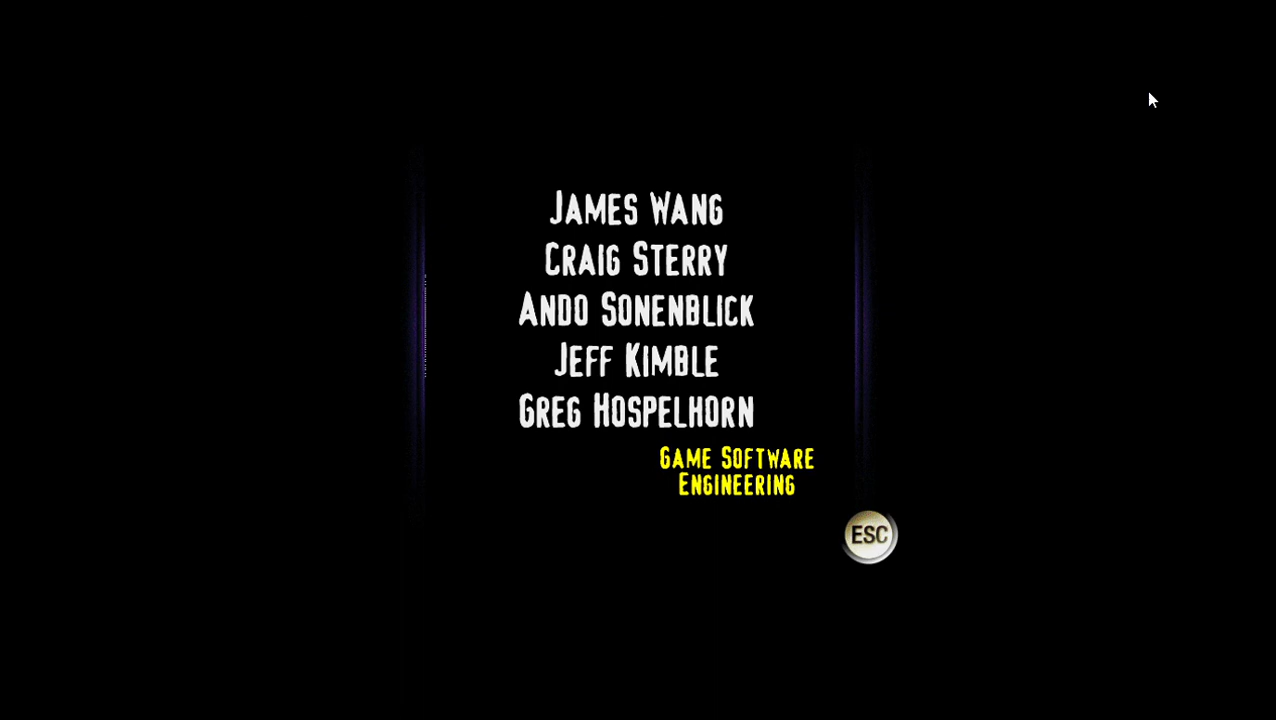 James Wang
Craig Sterry
Ando Sonenblick
Jeff Kimble
Greg Hospelhorn
Game Software
Engineering
ESC